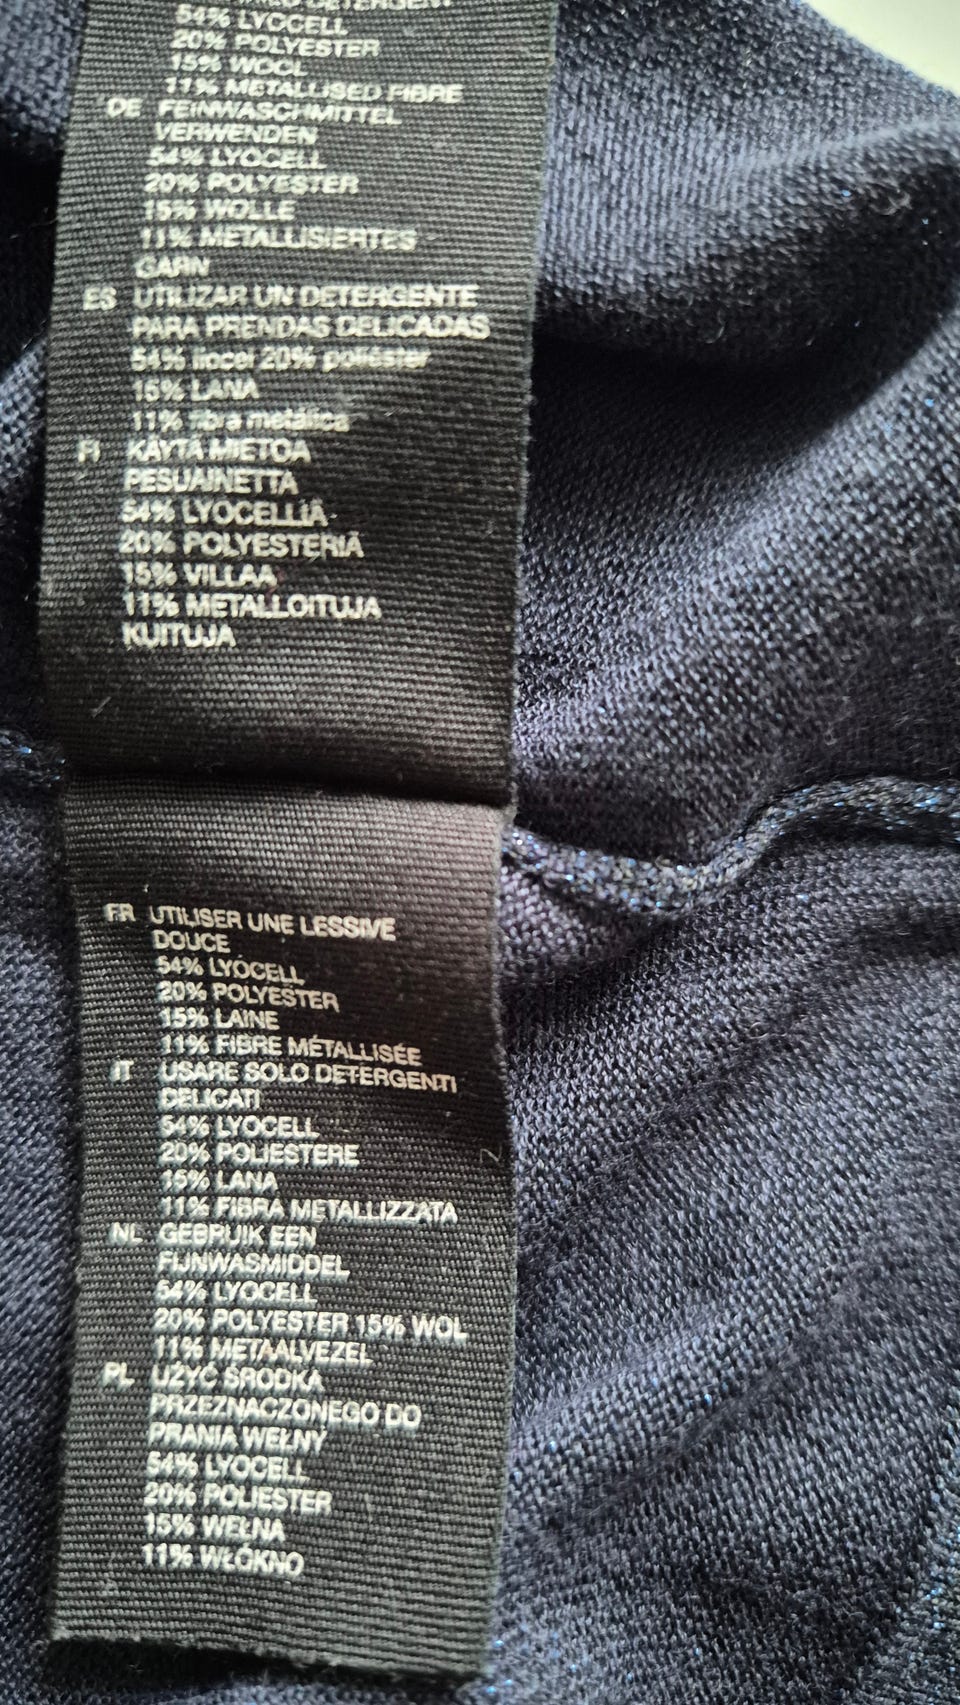 MILD DETERGENT
54% LYOCELL
20% POLYESTER
15% WOOL
11% METALLISED FIBRE
DE FEINWASCHMITTEL
VERWENDEN
54% LYOCELL
20% POLYESTER
15% WOLLE
11% METALLISIERTES
GARN
ES UTILIZAR UN DETERGENTE
PARA PRENDAS DELICADAS
54% liocel 20% poliéster
15% LANA
11% fibra metálica
FI KÄYTÄ MIETOA
PESUAINETTA
54% LYOCELLIÄ
20% POLYESTERIÄ
15% VILLAA
11% METALLOITUJA
KUITUJA
FR UTILISER UNE LESSIVE
DOUCE
54% LYOCELL
20% POLYESTER
15% LAINE
11% FIBRE MÉTALLISÉE
IT USARE SOLO DETERGENTI
DELICATI
54% LYOCELL
20% POLIESTERE
15% LANA
11% FIBRA METALLIZZATA
NL GEBRUIK EEN
FIJNWASMIDDEL
54% LYOCELL
20% POLYESTER 15% WOL
11% METAALVEZEL
PL UŻYĆ ŚRODKA
PRZEZNACZONEGO DO
PRANIA WEŁNY
54% LYOCELL
20% POLIESTER
15% WEŁNA
11% WŁÓKNO